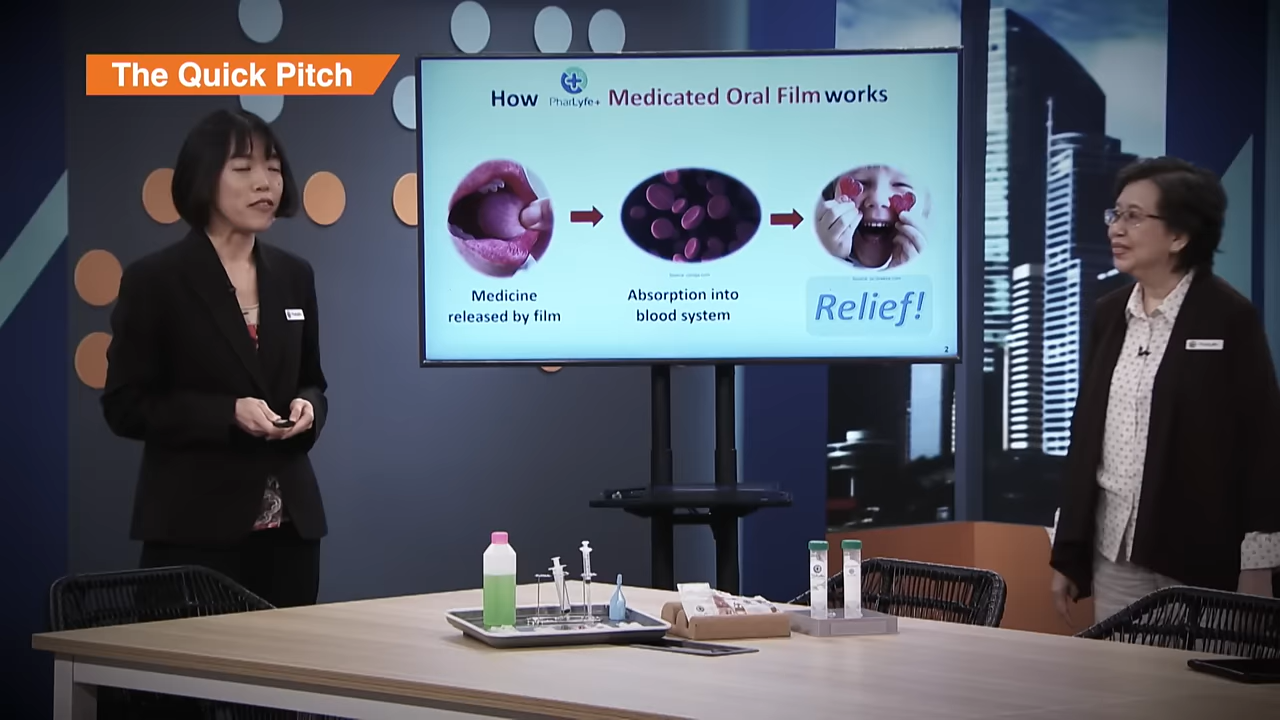 The Quick Pitch
How PharLyfe+ Medicated Oral Film works
Medicine
released by film
Absorption into
blood system
Relief!
2